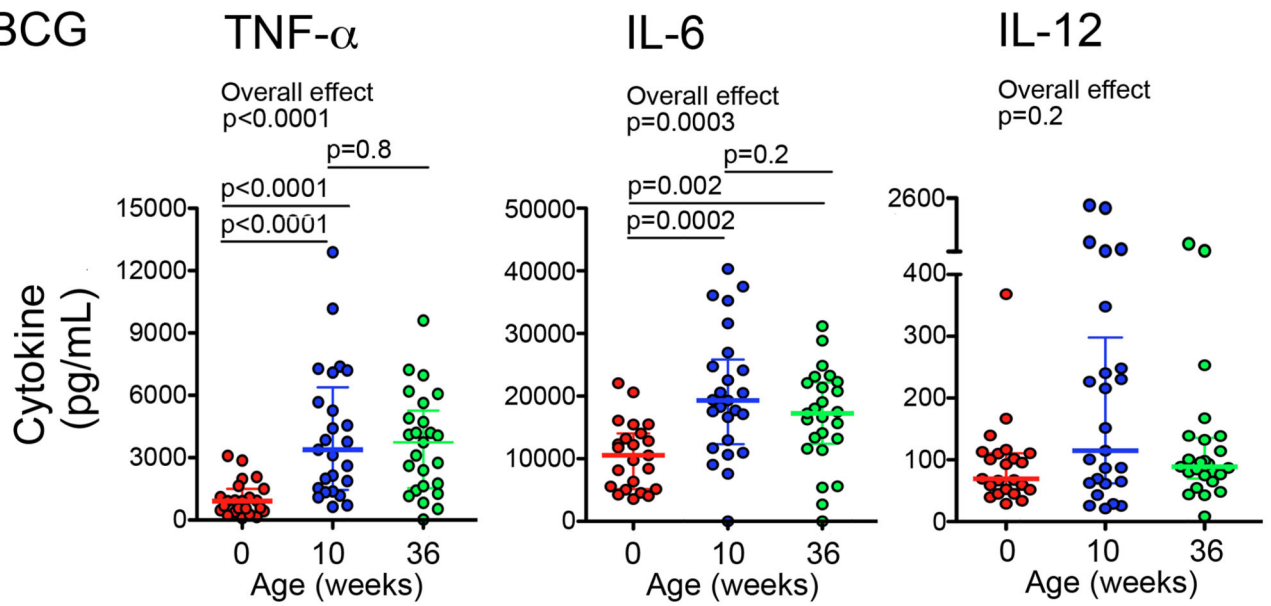 BCG
TNF-α
Overall effect
p<0.0001
p=0.8
p<0.0001
p<0.0001
15000
12000
9000
6000
3000
0
Cytokine
(pg/mL)
0 10 36
Age (weeks)
IL-6
Overall effect
p=0.0003
p=0.2
p=0.002
p=0.0002
50000
40000
30000
20000
10000
0
0 10 36
Age (weeks)
IL-12
Overall effect
p=0.2
2600
400
300
200
100
0
0 10 36
Age (weeks)